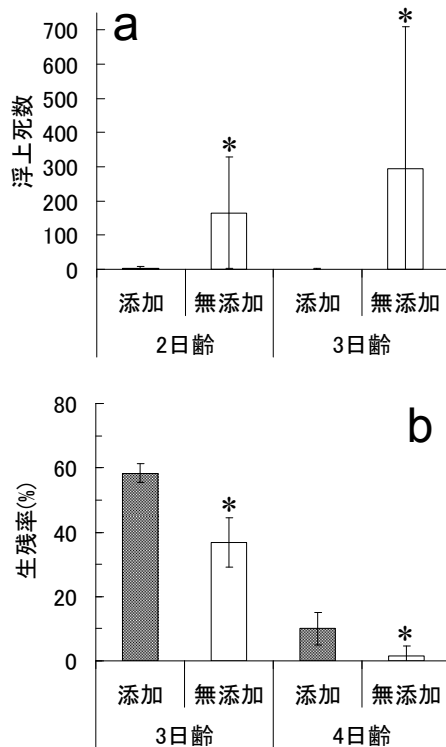 a
浮上死数
700
600
500
400
300
200
100
0
*
*
添加 無添加 添加 無添加
2日齢 3日齢
b
生残率(%)
80
60
40
20
0
*
*
添加 無添加 添加 無添加
3日齢 4日齢